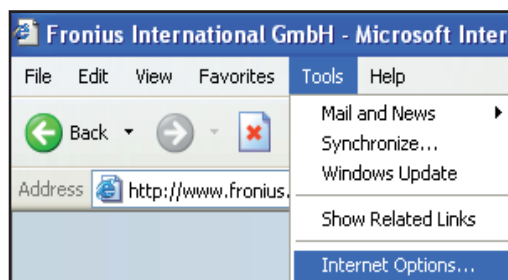 Fronius International GmbH - Microsoft Inter
File Edit View Favorites Tools Help
Back
Address http://www.fronius.
Mail and News
Synchronize...
Windows Update
Show Related Links
Internet Options...